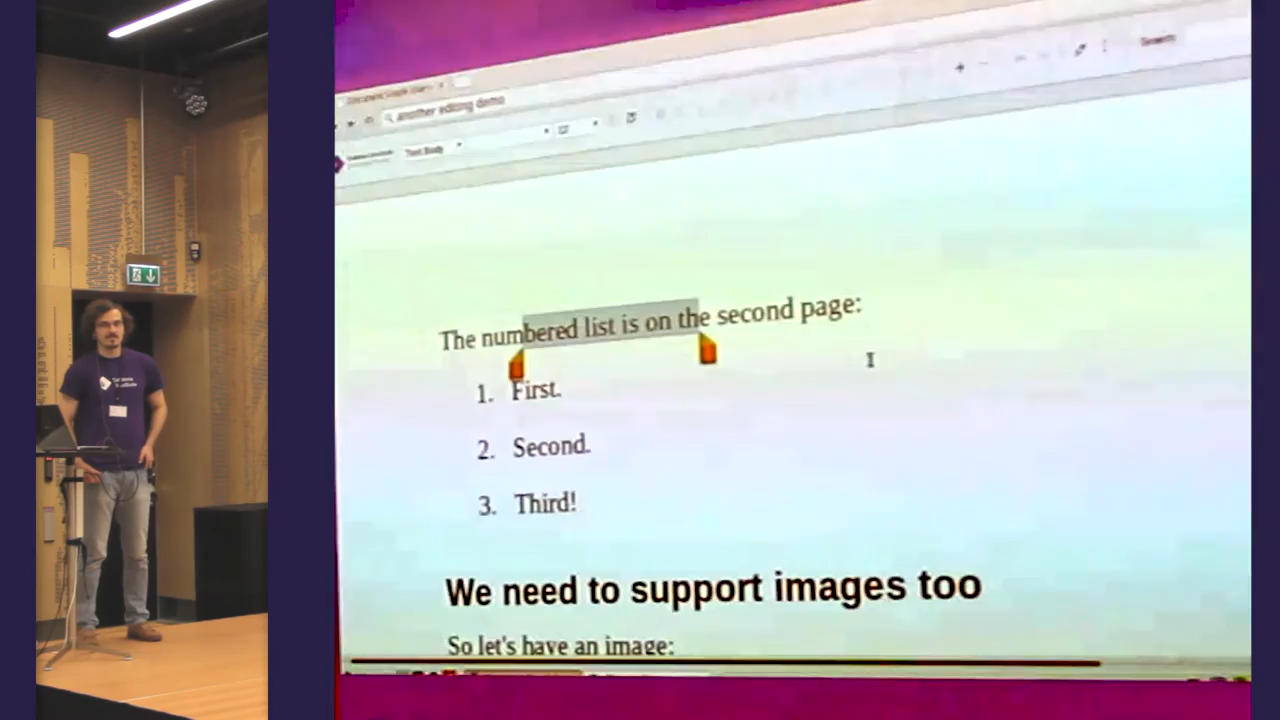 another editing demo
Text Body
12
The numbered list is on the second page:
1. First.
2. Second.
3. Third!
We need to support images too
So let's have an image: